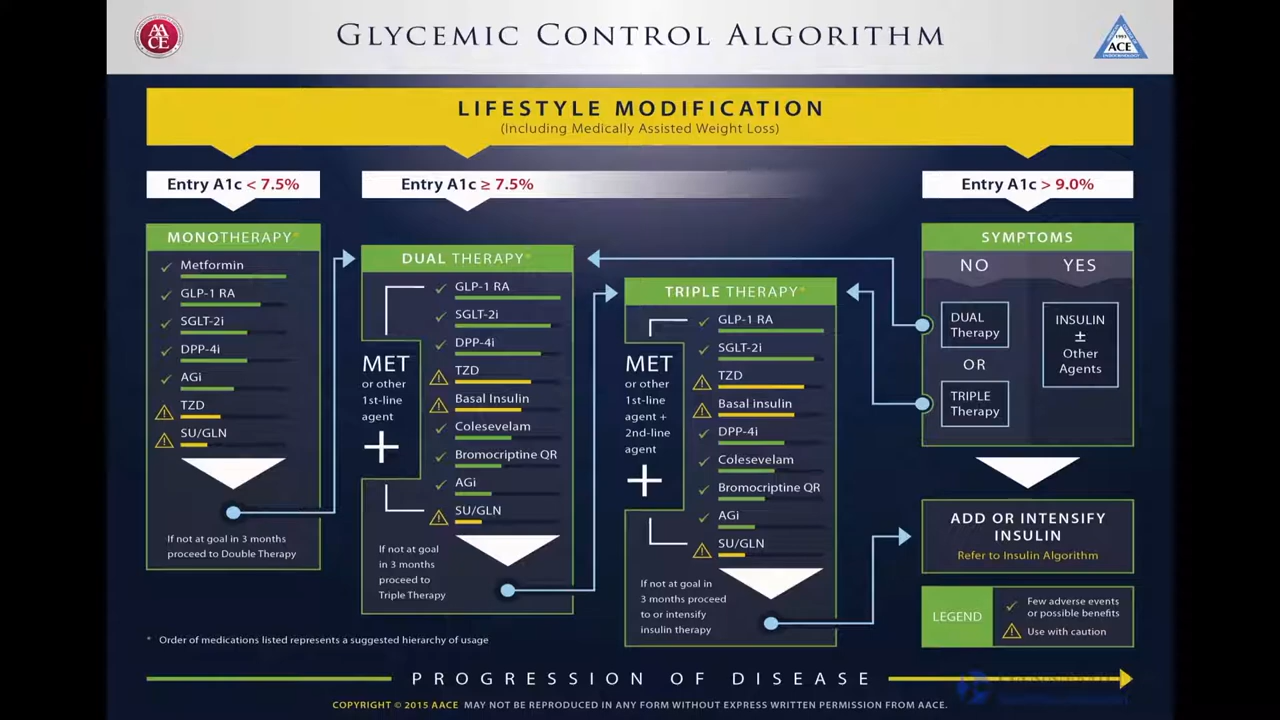 AACE
GLYCEMIC CONTROL ALGORITHM
1993
ACE
LIFESTYLE MODIFICATION
(Including Medically Assisted Weight Loss)
Entry A1c < 7.5%
Entry A1c ≥ 7.5%
Entry A1c > 9.0%
MONOTHERAPY*
Metformin
GLP-1 RA
SGLT-2i
DPP-4i
AGi
TZD
SU/GLN
If not at goal in 3 months
proceed to Double Therapy
DUAL THERAPY*
MET
or other
1st-line
agent
+
GLP-1 RA
SGLT-2i
DPP-4i
TZD
Basal Insulin
Colesevelam
Bromocriptine QR
AGi
SU/GLN
If not at goal
in 3 months
proceed to
Triple Therapy
TRIPLE THERAPY*
MET
or other
1st-line
agent +
2nd-line
agent
+
GLP-1 RA
SGLT-2i
TZD
Basal insulin
DPP-4i
Colesevelam
Bromocriptine QR
AGi
SU/GLN
If not at goal in
3 months proceed
to or intensify
insulin therapy
SYMPTOMS
NO
YES
DUAL
Therapy
OR
TRIPLE
Therapy
INSULIN
±
Other
Agents
ADD OR INTENSIFY
INSULIN
Refer to Insulin Algorithm
LEGEND
Few adverse events
or possible benefits
Use with caution
* Order of medications listed represents a suggested hierarchy of usage
PROGRESSION OF DISEASE
COPYRIGHT © 2015 AACE MAY NOT BE REPRODUCED IN ANY FORM WITHOUT EXPRESS WRITTEN PERMISSION FROM AACE.